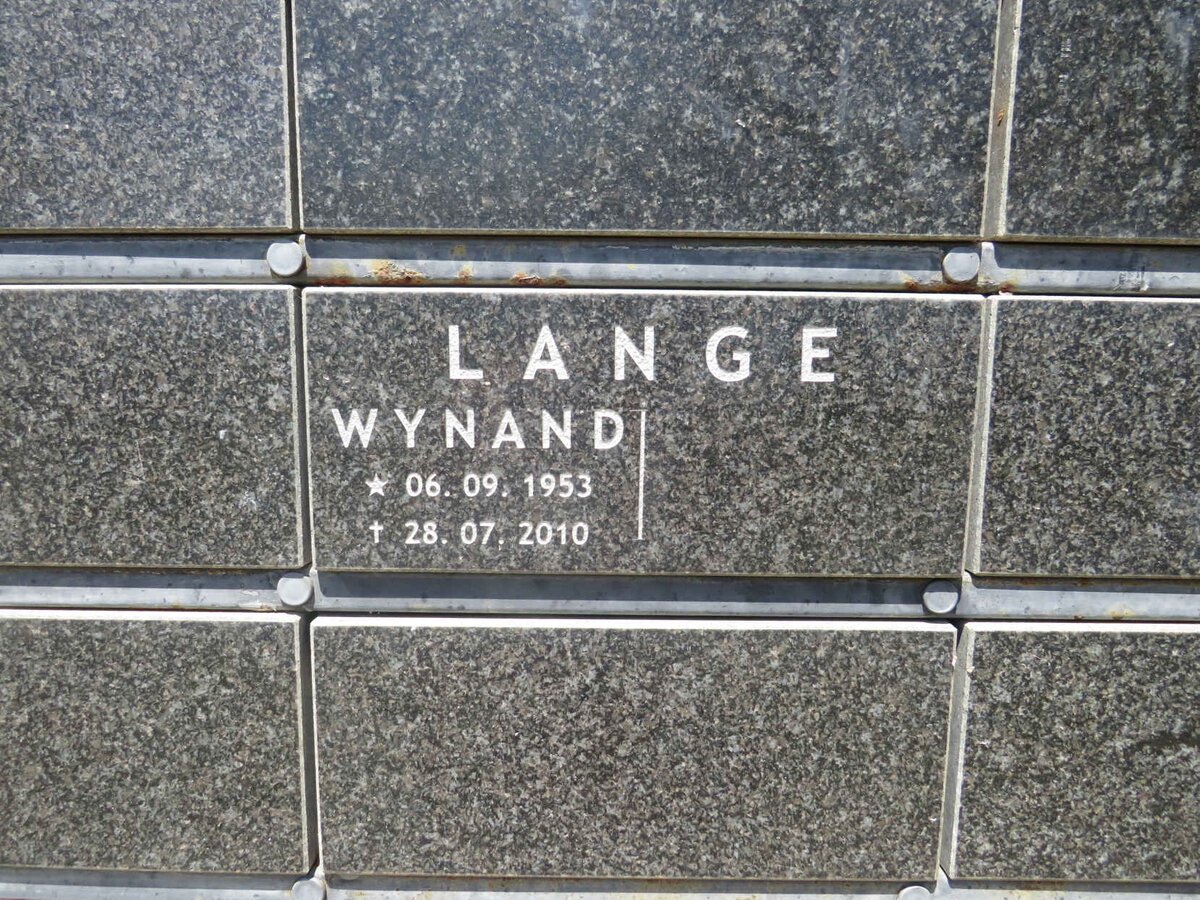 LANGE
WYNAND
★ 06. 09. 1953
† 28. 07. 2010